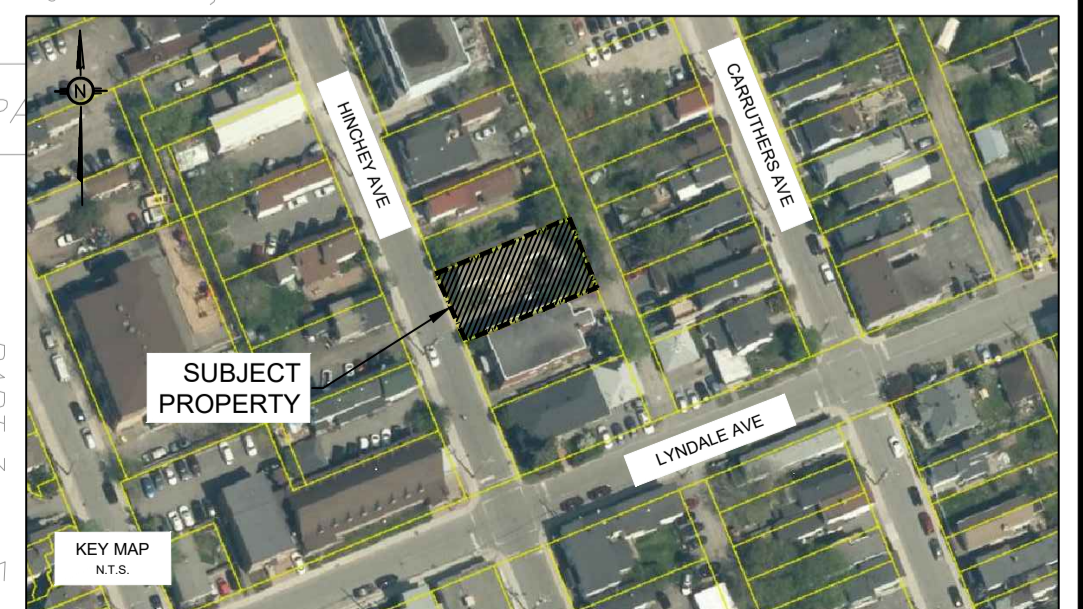 N
HINCHEY AVE
CARRUTHERS AVE
SUBJECT
PROPERTY
LYNDALE AVE
KEY MAP
N.T.S.